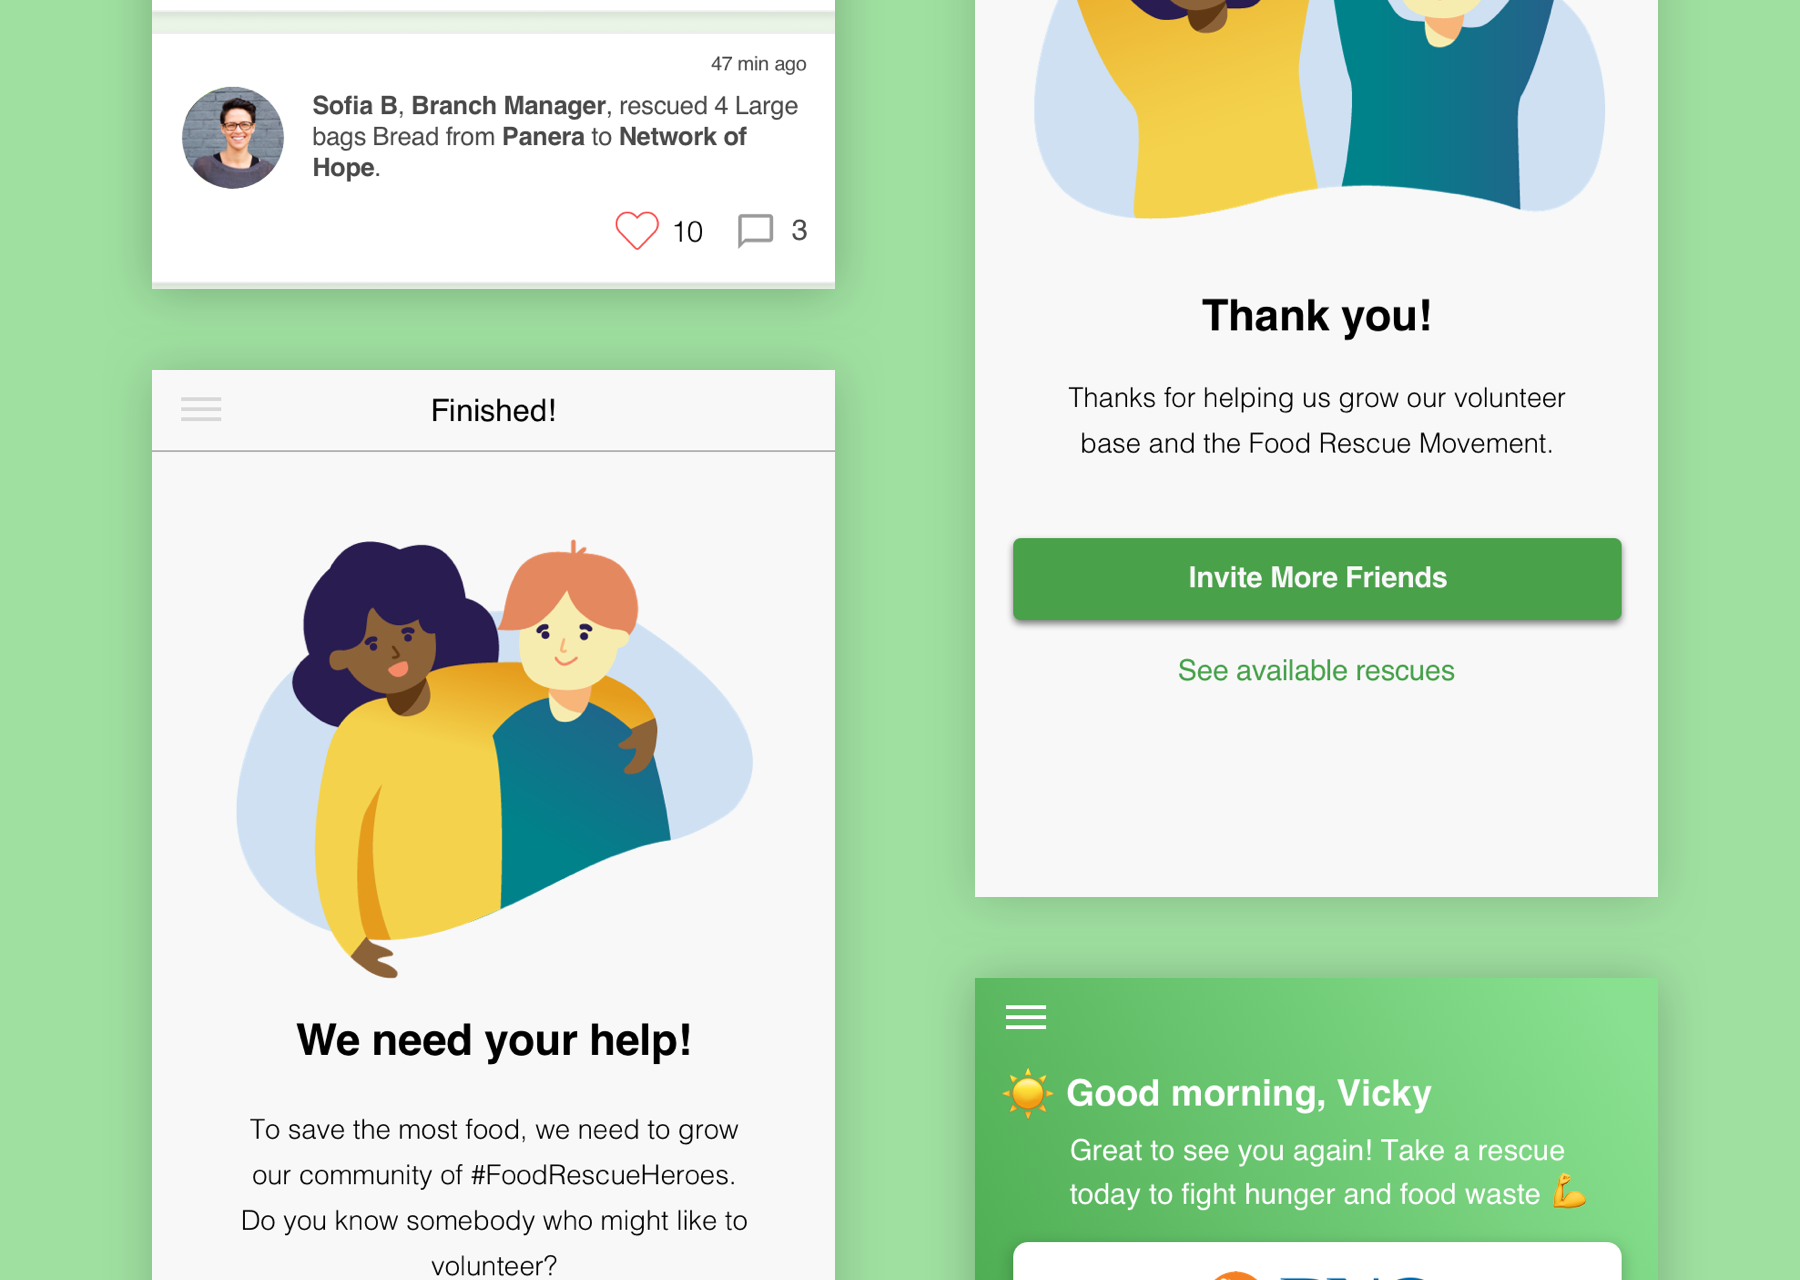 47 min ago
Sofia B, Branch Manager, rescued 4 Large
bags Bread from Panera to Network of
Hope.
10
3
Finished!
We need your help!
To save the most food, we need to grow
our community of #FoodRescueHeroes.
Do you know somebody who might like to
volunteer?
Thank you!
Thanks for helping us grow our volunteer
base and the Food Rescue Movement.
Invite More Friends
See available rescues
Good morning, Vicky
Great to see you again! Take a rescue
today to fight hunger and food waste 💪